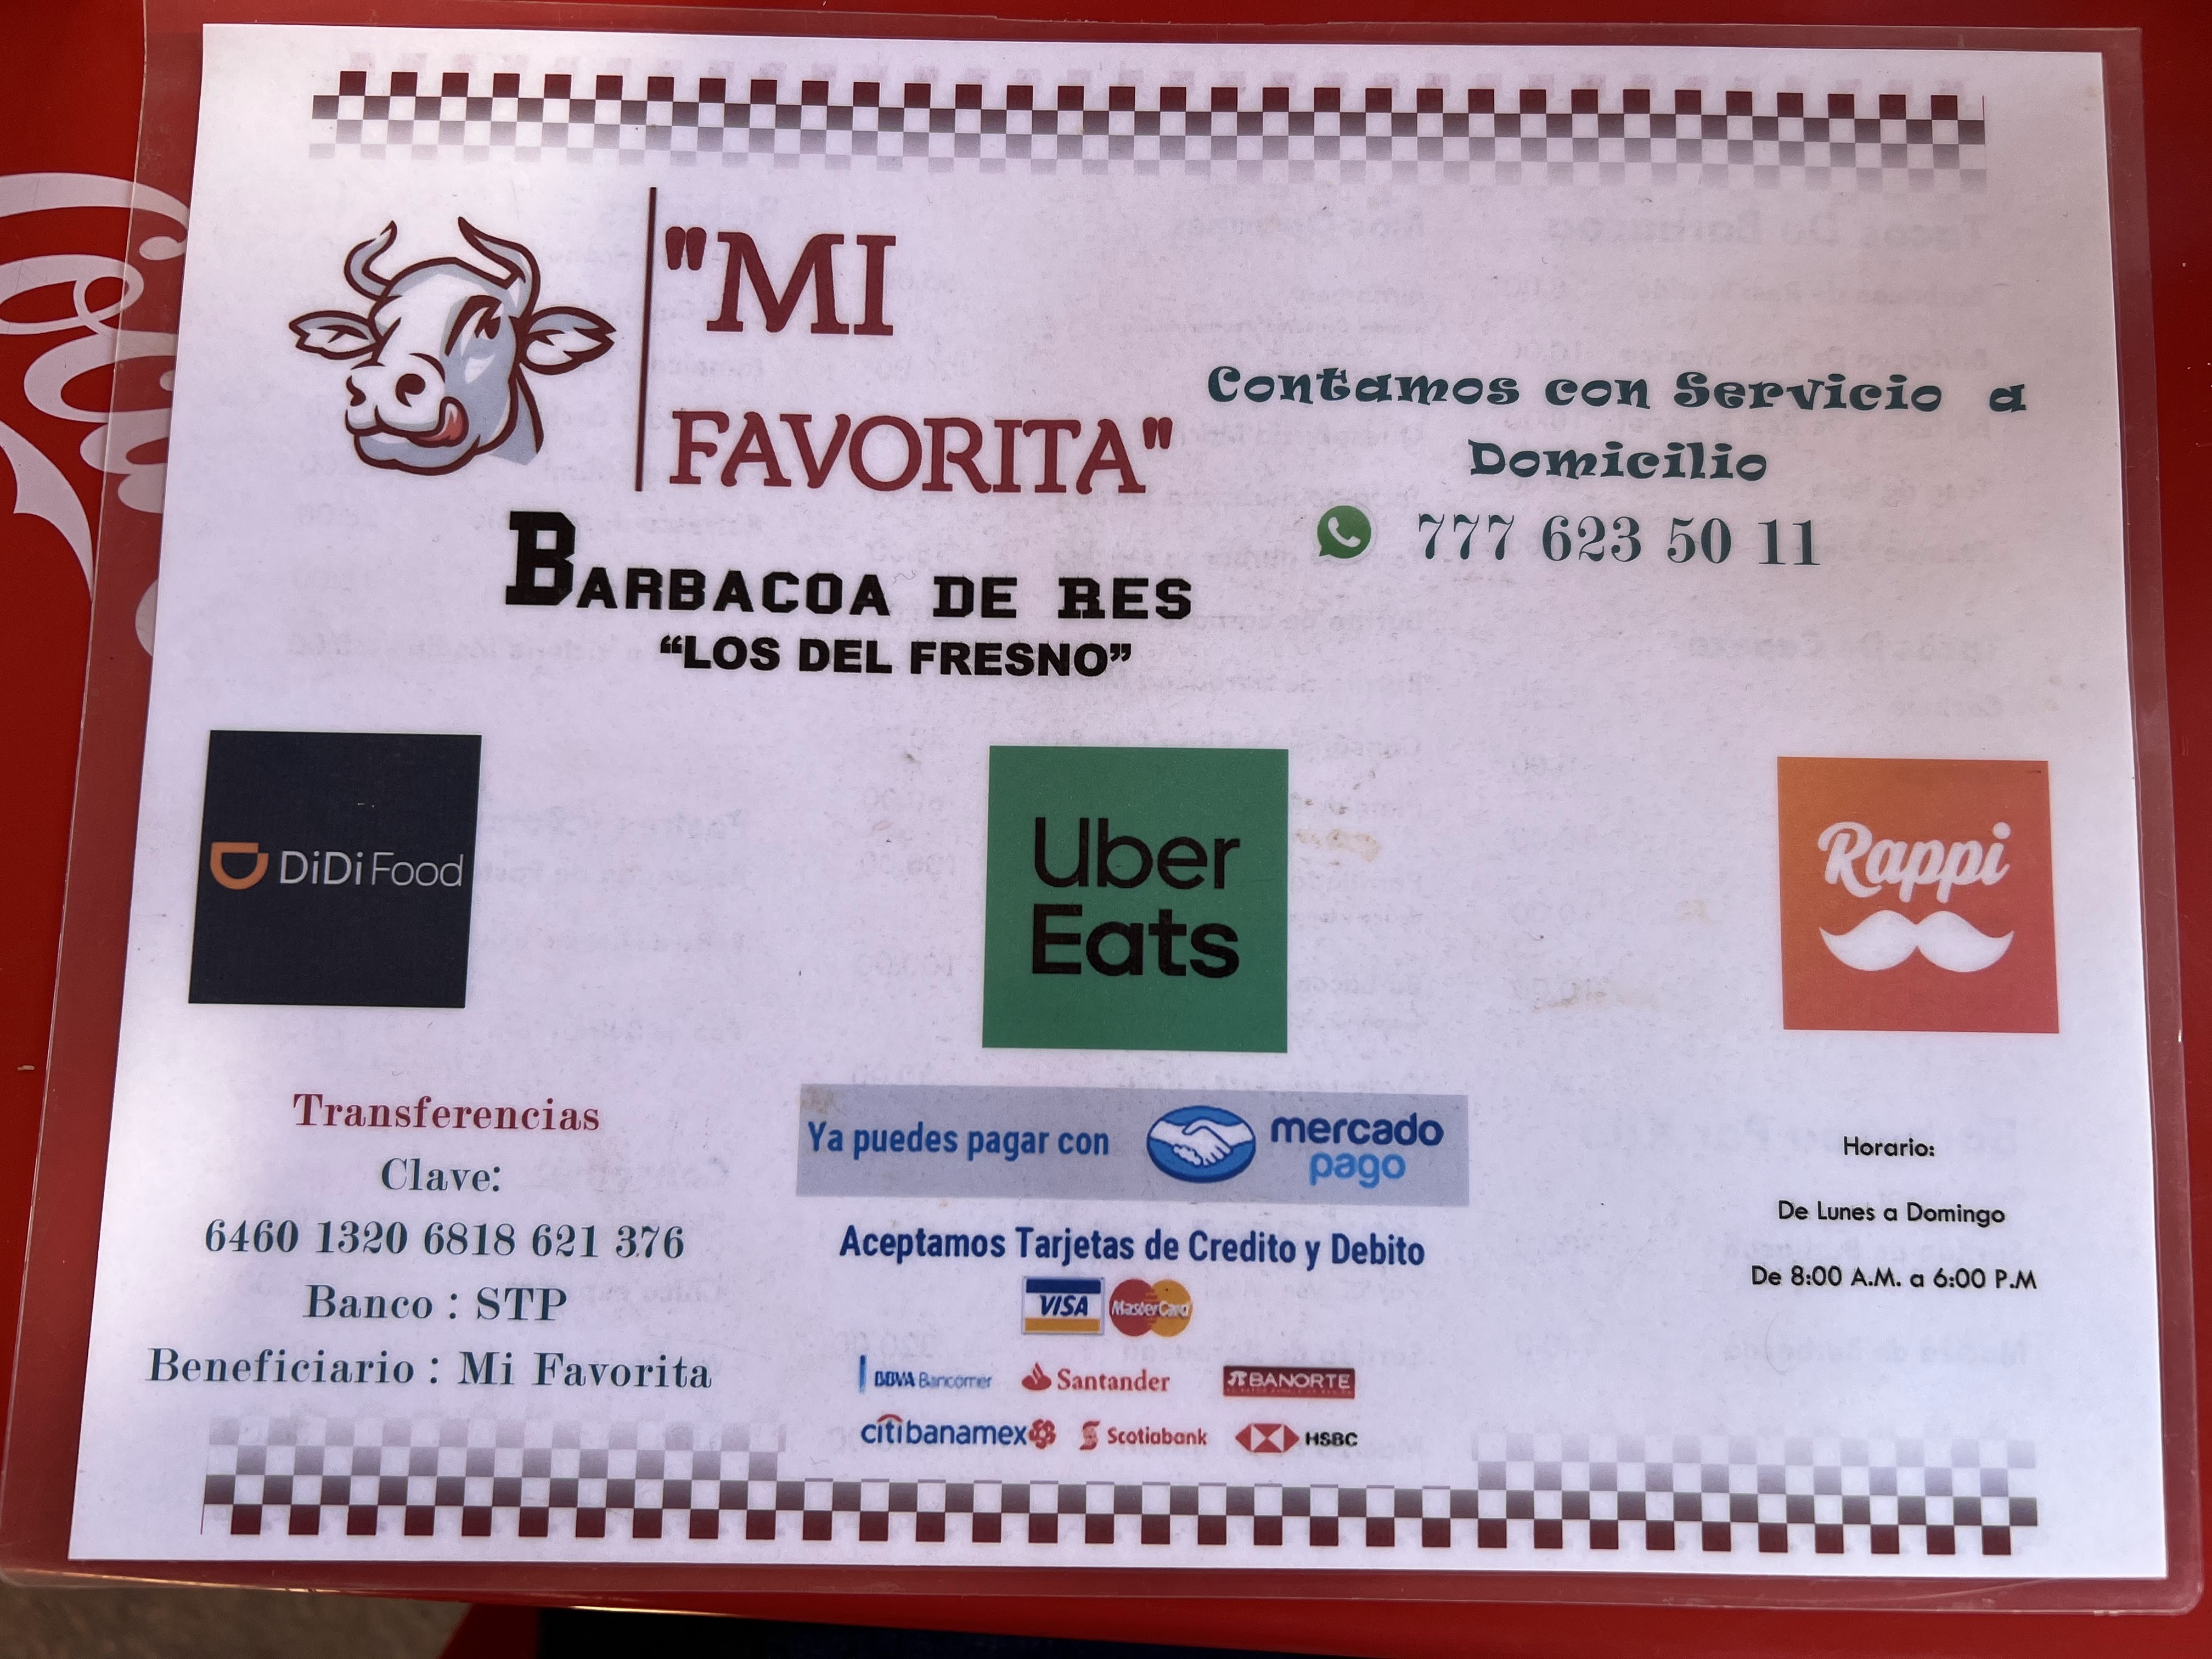 "MI
FAVORITA"
BARBACOA DE RES
“LOS DEL FRESNO”
Contamos con Servicio a
Domicilio
777 623 50 11
DiDi Food
Uber
Eats
Rappi
Transferencias
Clave:
6460 1320 6818 621 376
Banco : STP
Beneficiario : Mi Favorita
Ya puedes pagar con
mercado
pago
Aceptamos Tarjetas de Credito y Debito
VISA MasterCard
BBVA Bancomer Santander BANORTE
citibanamex Scotiabank HSBC
Horario:
De Lunes a Domingo
De 8:00 A.M. a 6:00 P.M